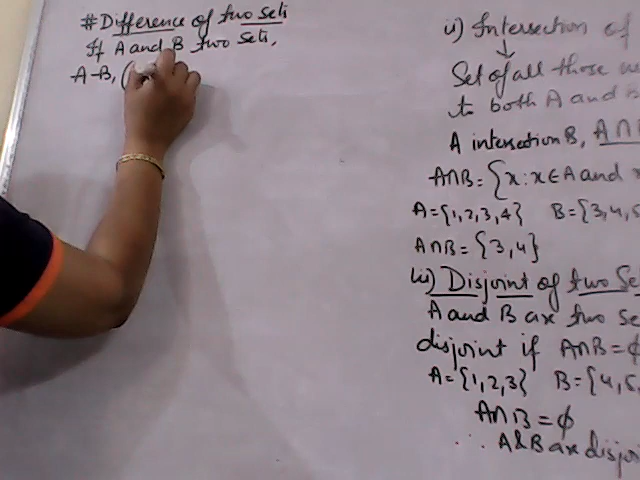 # Difference of two sets
If A and B two sets,
A-B, (
ii) Intersection of
Set of all those
to both A and B
A intersection B, A∩
A∩B = {x : x ∈ A and
A = {1, 2, 3, 4} B = {3, 4, 5
A∩B = {3, 4}
iii) Disjoint of two Se
A and B are two se
disjoint if A∩B = ϕ
A = {1, 2, 3} B = {4, 5,
A∩B = ϕ
∴ A & B are disjoi